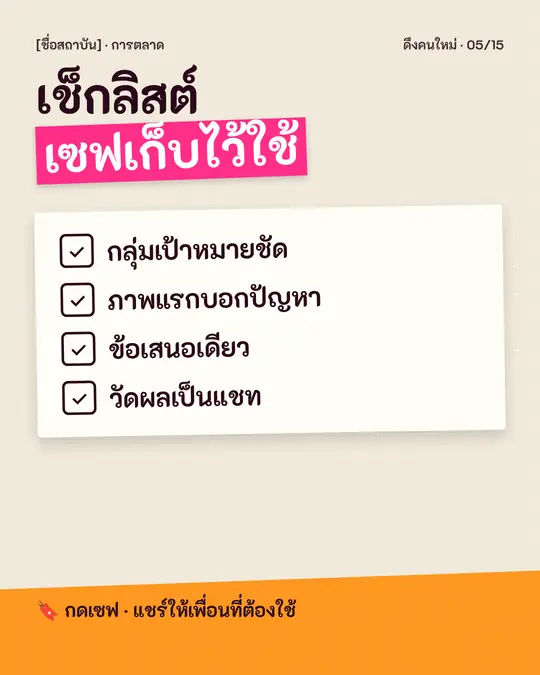 [ชื่อสถาบัน] · การตลาด
ดึงคนใหม่ · 05/15
เช็กลิสต์
เซฟเก็บไว้ใช้
กลุ่มเป้าหมายชัด
ภาพแรกบอกปัญหา
ข้อเสนอเดียว
วัดผลเป็นแชท
กดเซฟ · แชร์ให้เพื่อนที่ต้องใช้